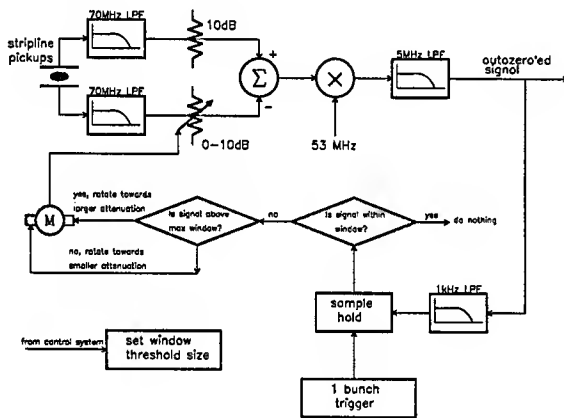 70MHz LPF
10dB
stripline
pickups
+
Σ
−
5MHz LPF
autozero'ed
signal
70MHz LPF
0−10dB
53 MHz
M
yes, rotate towards
larger attenuation
is signal above
max window?
no
is signal within
window?
yes
do nothing
no, rotate towards
smaller attenuation
1kHz LPF
sample
hold
from control system
set window
threshold size
1 bunch
trigger